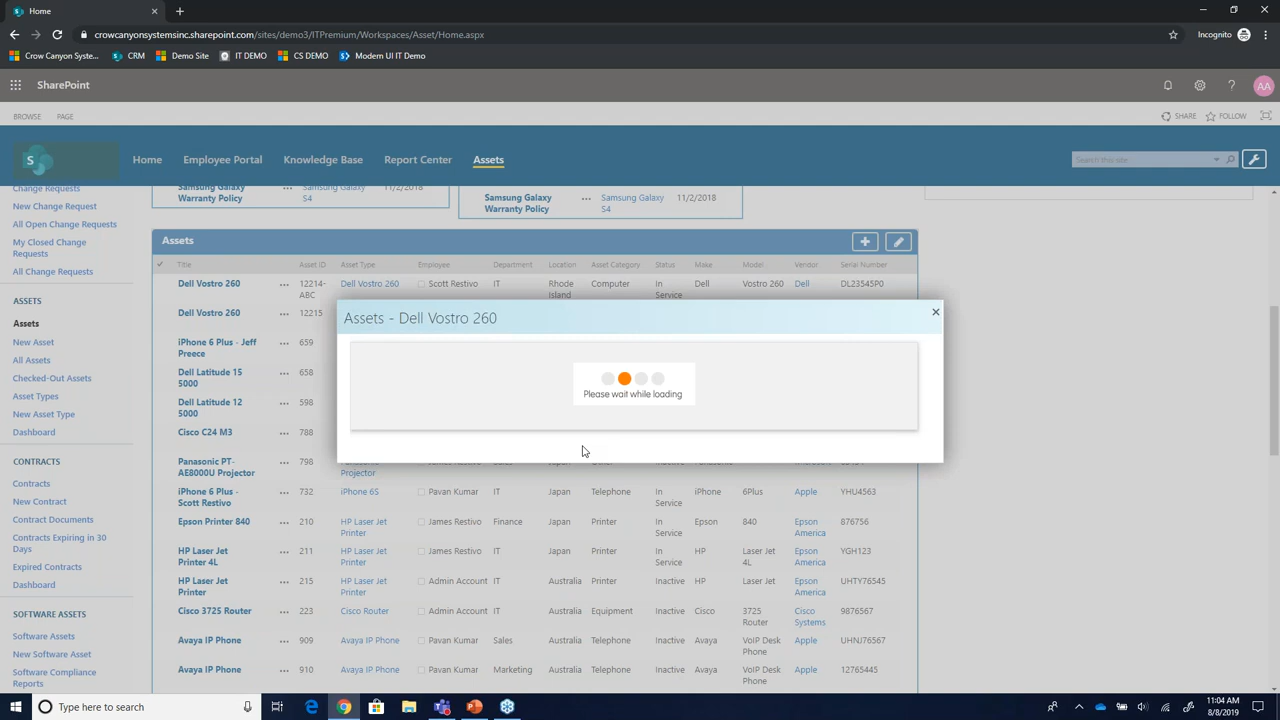 Home
crowcanyonsystemsinc.sharepoint.com/sites/demo3/ITPremium/Workplaces/Asset/Home.aspx
Incognito
Crow Canyon Syste...
CRM
Demo Site
IT DEMO
CS DEMO
Modern UI IT Demo
SharePoint
AA
BROWSE PAGE
SHARE FOLLOW
S
Home Employee Portal Knowledge Base Report Center Assets
Search this site
Change Requests
New Change Request
All Open Change Requests
My Closed Change
Requests
All Change Requests
ASSETS
Assets
New Asset
All Assets
Checked-Out Assets
Asset Types
New Asset Type
Dashboard
CONTRACTS
Contracts
New Contract
Contract Documents
Contracts Expiring in 30
Days
Expired Contracts
Dashboard
SOFTWARE ASSETS
Software Assets
New Software Asset
Software Compliance
Reports
Samsung Galaxy ... Samsung Galaxy 11/2/2018
Warranty Policy S4
Samsung Galaxy ... Samsung Galaxy 11/2/2018
Warranty Policy S4
Assets
Title Asset ID Asset Type Employee Department Location Asset Category Status Make Model Vendor Serial Number
Dell Vostro 260 ... 12214- Dell Vostro 260 Scott Restivo IT Rhode Computer In Dell Vostro 260 Dell DL23545P0
ABC Island Service
Dell Vostro 260 ... 12215
iPhone 6 Plus - Jeff ... 659
Preece
Dell Latitude 15 ... 658
5000
Dell Latitude 12 ... 598
5000
Cisco C24 M3 ... 788
Panasonic PT- ... 798
AE8000U Projector Projector
iPhone 6 Plus - ... 732 iPhone 6S Pavan Kumar IT Japan Telephone In iPhone 6Plus Apple YHU4563
Scott Restivo Service
Epson Printer 840 ... 210 HP Laser Jet James Restivo Finance Japan Printer In Epson 840 Epson 876756
Printer Service America
HP Laser Jet ... 211 HP Laser Jet James Restivo IT Japan Printer In HP Laser Jet Epson YGH123
Printer 4L Printer Service 4L America
HP Laser Jet ... 215 HP Laser Jet Admin Account IT Australia Printer Inactive HP Laser Jet Epson UHTY76545
Printer Printer America
Cisco 3725 Router ... 223 Cisco Router Admin Account IT Australia Equipment Inactive Cisco 3725 Cisco 9876567
Router Systems
Avaya IP Phone ... 909 Avaya IP Phone Pavan Kumar Sales Australia Telephone Inactive Avaya VoIP Desk Apple UHNJ76567
Phone
Avaya IP Phone ... 910 Avaya IP Phone Pavan Kumar Marketing Australia Telephone Inactive Avaya VoIP Desk Apple 12765445
Phone
Assets - Dell Vostro 260
Please wait while loading
Type here to search
11:04 AM
8/8/2019